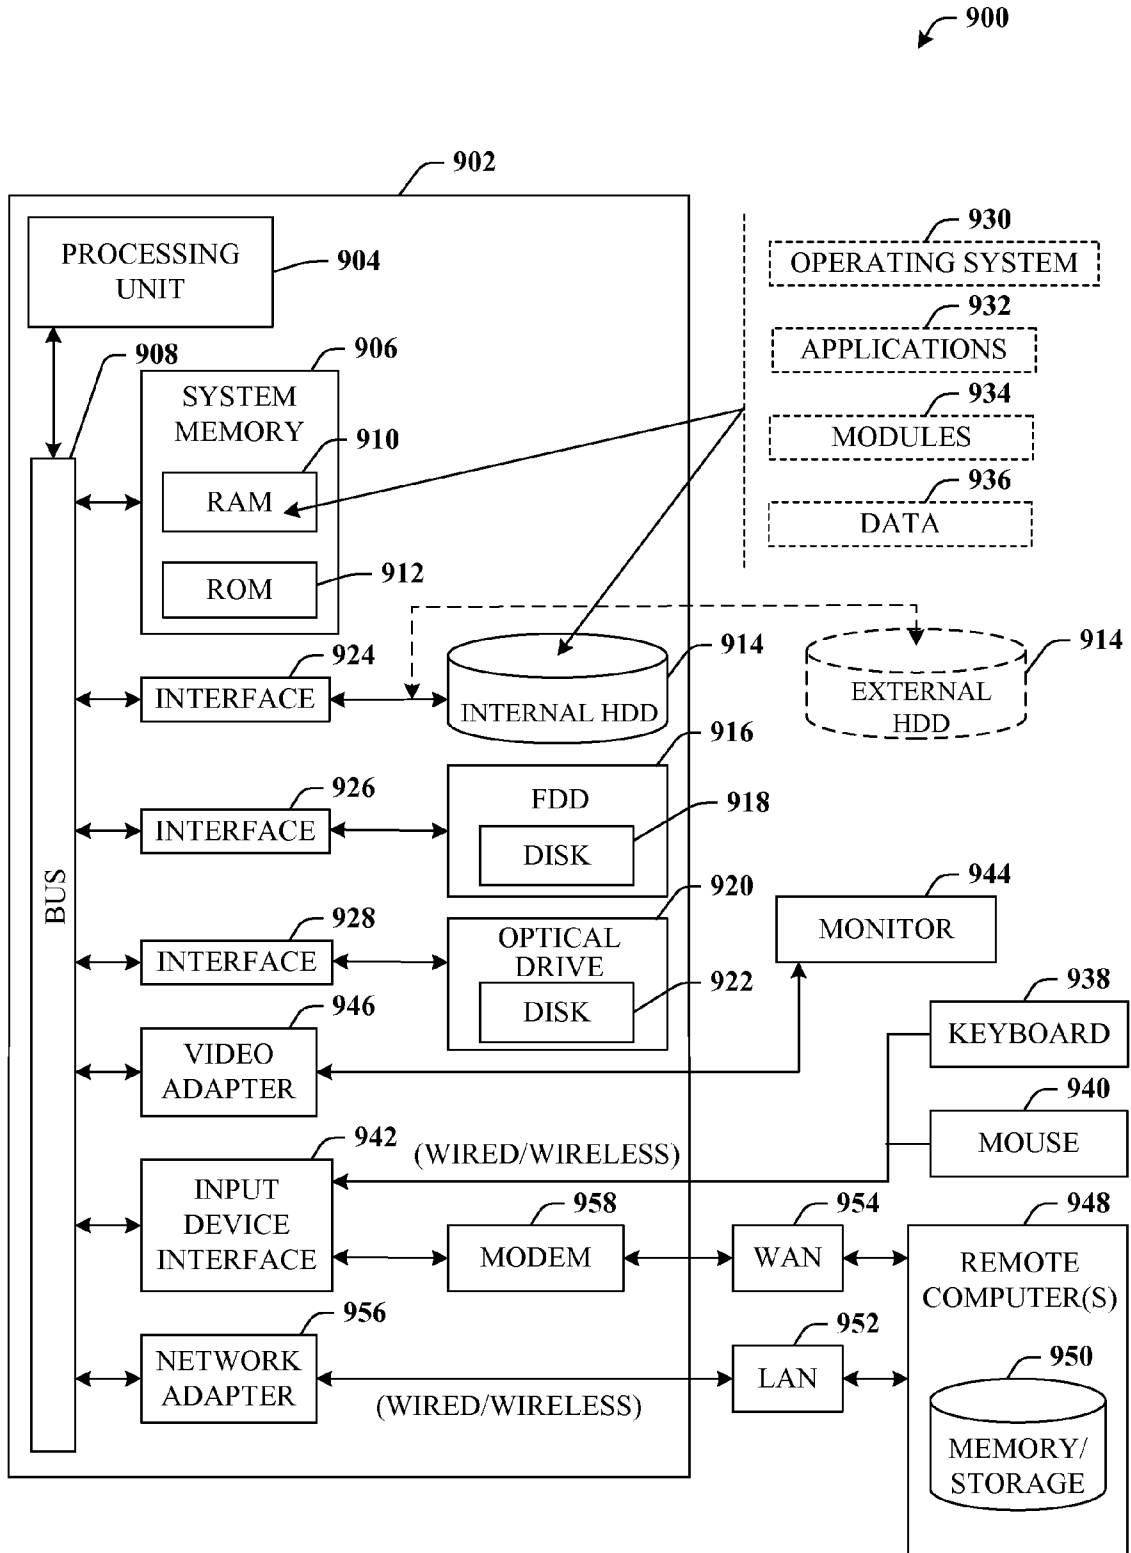 900
902
PROCESSING
UNIT
904
908
906
SYSTEM
MEMORY
910
RAM
ROM
912
930
OPERATING SYSTEM
932
APPLICATIONS
934
MODULES
936
DATA
924
INTERFACE
914
INTERNAL HDD
914
EXTERNAL
HDD
926
INTERFACE
916
FDD
918
DISK
BUS
928
INTERFACE
920
OPTICAL
DRIVE
922
DISK
944
MONITOR
946
VIDEO
ADAPTER
938
KEYBOARD
940
MOUSE
942
INPUT
DEVICE
INTERFACE
(WIRED/WIRELESS)
958
MODEM
954
WAN
948
REMOTE
COMPUTER(S)
956
NETWORK
ADAPTER
(WIRED/WIRELESS)
952
LAN
950
MEMORY/
STORAGE